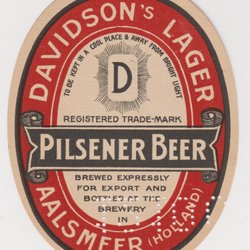 DAVIDSON'S LAGER
TO BE KEPT IN A COOL PLACE & AWAY FROM BRIGHT LIGHT
D
REGISTERED TRADE-MARK
PILSENER BEER
BREWED EXPRESSLY
FOR EXPORT AND
BOTTLED AT THE
BREWERY
IN
AALSMEER (HOLLAND)